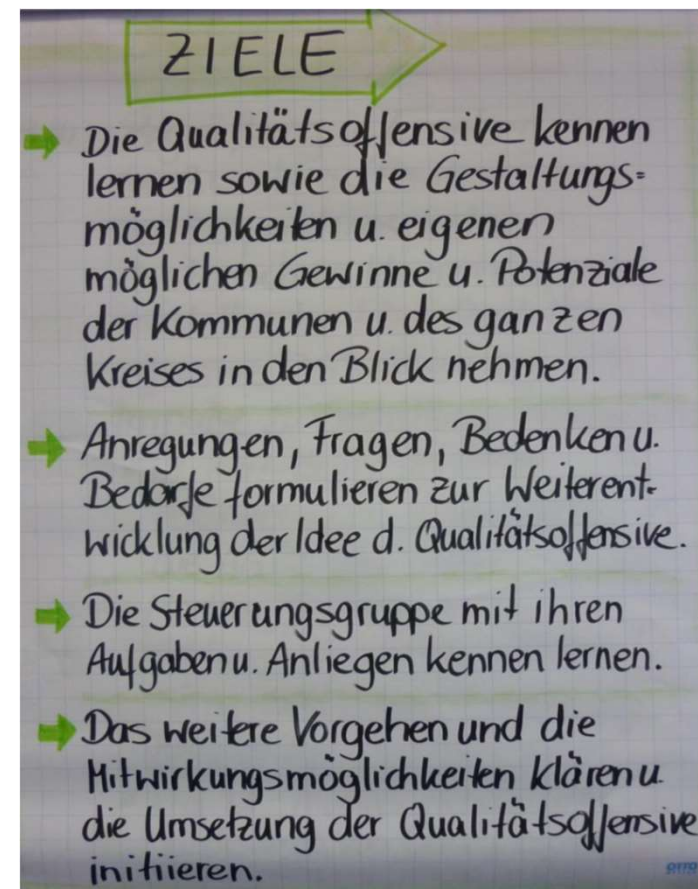 ZIELE
Die Qualitätsoffensive kennen
lernen sowie die Gestaltungs=
möglichkeiten u. eigenen
möglichen Gewinne u. Potenziale
der Kommunen u. des ganzen
Kreises in den Blick nehmen.
Anregungen, Fragen, Bedenken u.
Bedarfe formulieren zur Weiterent-
wicklung der Idee d. Qualitätsoffensive.
Die Steuerungsgruppe mit ihren
Aufgaben u. Anliegen kennen lernen.
Das weitere Vorgehen und die
Mitwirkungsmöglichkeiten klären u.
die Umsetzung der Qualitätsoffensive
initiieren.